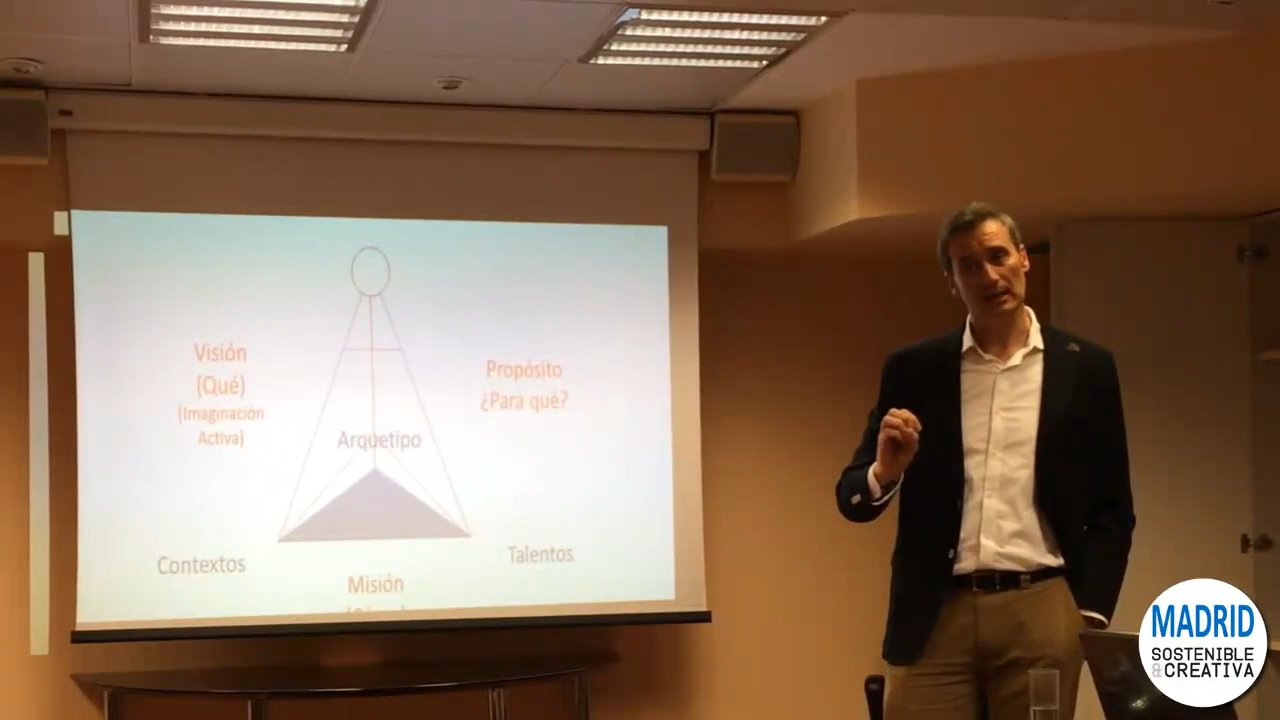 Visión
(Qué)
(Imaginación
Activa)
Propósito
¿Para qué?
Arquetipo
Contextos
Talentos
Misión
MADRID
SOSTENIBLE
&CREATIVA